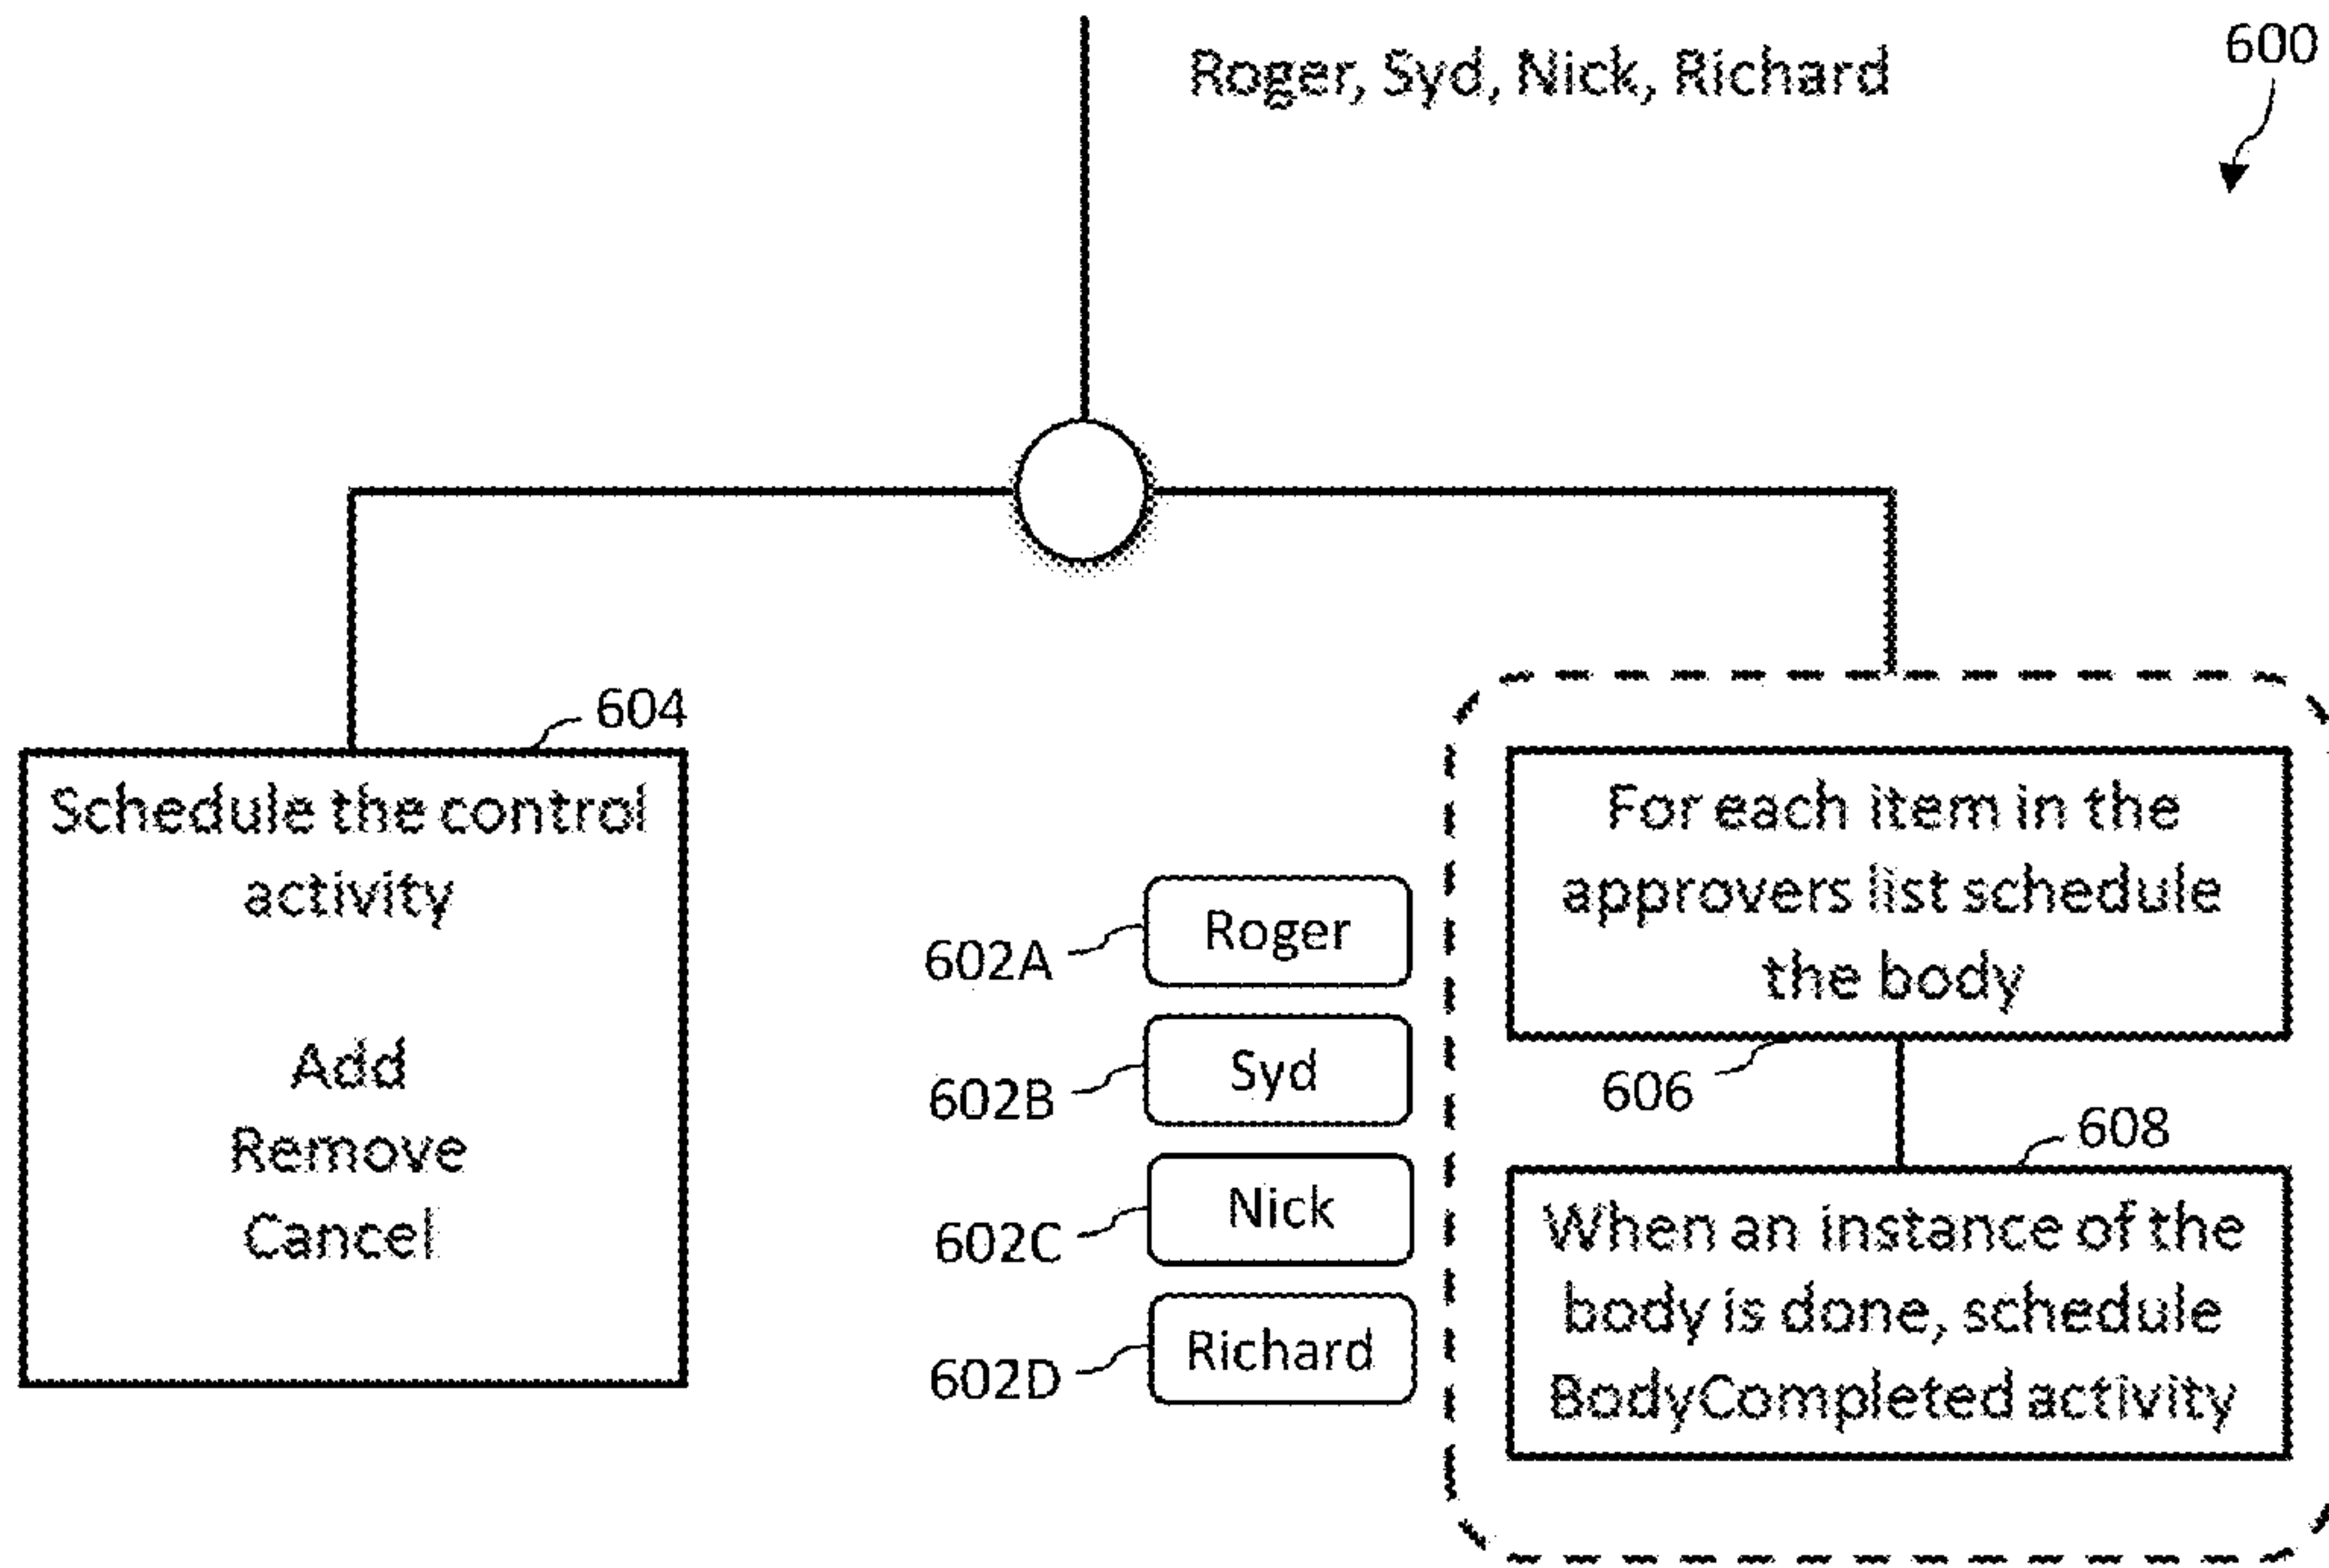 Roger, Syd, Nick, Richard
600
604
Schedule the control
activity
Add
Remove
Cancel
602A
Roger
602B
Syd
602C
Nick
602D
Richard
For each item in the
approvers list schedule
the body
606
608
When an instance of the
body is done, schedule
BodyCompleted activity